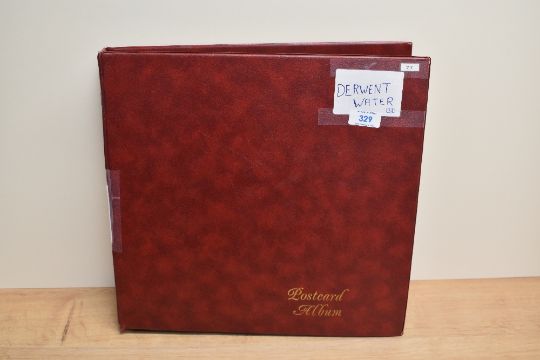 DERWENT
WATER
329
Postcard
Album